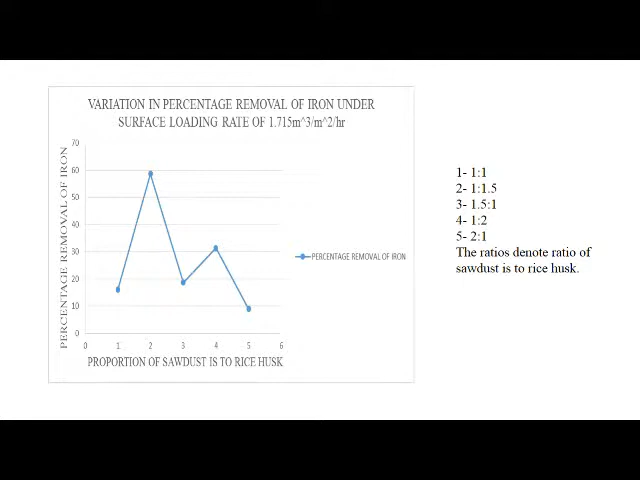 VARIATION IN PERCENTAGE REMOVAL OF IRON UNDER
SURFACE LOADING RATE OF 1.715m^3/m^2/hr
PERCENTAGE REMOVAL OF IRON
70
60
50
40
30
20
10
0
0 1 2 3 4 5 6
PROPORTION OF SAWDUST IS TO RICE HUSK
PERCENTAGE REMOVAL OF IRON
1- 1:1
2- 1:1.5
3- 1.5:1
4- 1:2
5- 2:1
The ratios denote ratio of
sawdust is to rice husk.